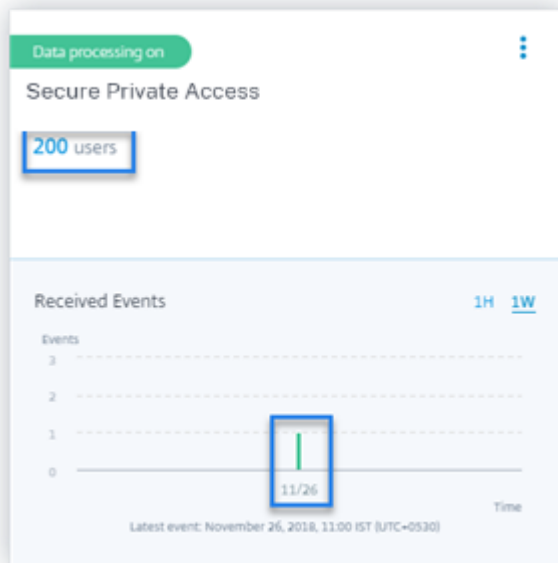 Data processing on
Secure Private Access
200 users
Received Events
1H 1W
Events
3
2
1
0
11/26
Time
Latest event: November 26, 2018, 11:00 IST (UTC+0530)